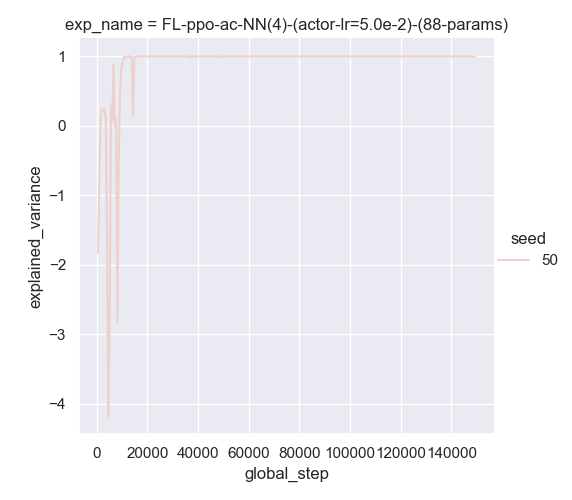 exp_name = FL-ppo-ac-NN(4)-(actor-lr=5.0e-2)-(88-params)
1
0
−1
−2
−3
−4
explained_variance
0 20000 40000 60000 80000 100000 120000 140000
global_step
seed
50